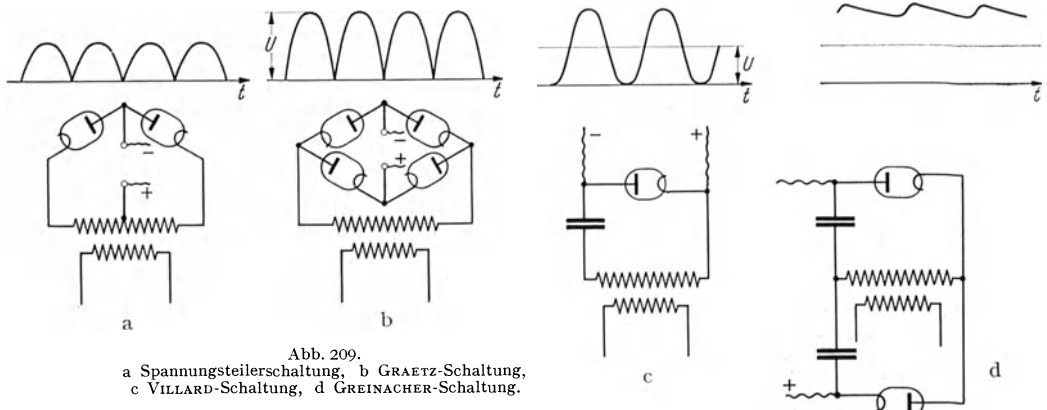 U
t
U
t
U
t
t
− +
−
+
−
+
+
a
b
c
d
Abb. 209.
a Spannungsteilerschaltung, b GRAETZ-Schaltung,
c VILLARD-Schaltung, d GREINACHER-Schaltung.